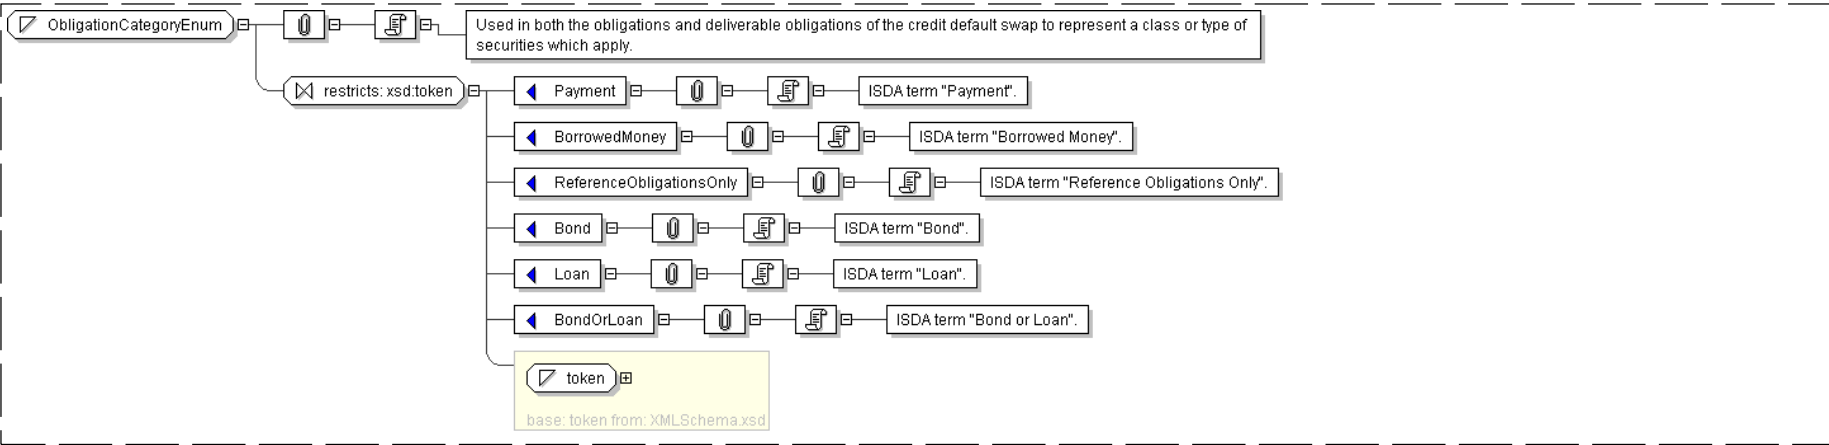 ObligationCategoryEnum
Used in both the obligations and deliverable obligations of the credit default swap to represent a class or type of
securities which apply.
restricts: xsd:token
Payment
ISDA term "Payment".
BorrowedMoney
ISDA term "Borrowed Money".
ReferenceObligationsOnly
ISDA term "Reference Obligations Only".
Bond
ISDA term "Bond".
Loan
ISDA term "Loan".
BondOrLoan
ISDA term "Bond or Loan".
token
base: token from: XMLSchema.xsd